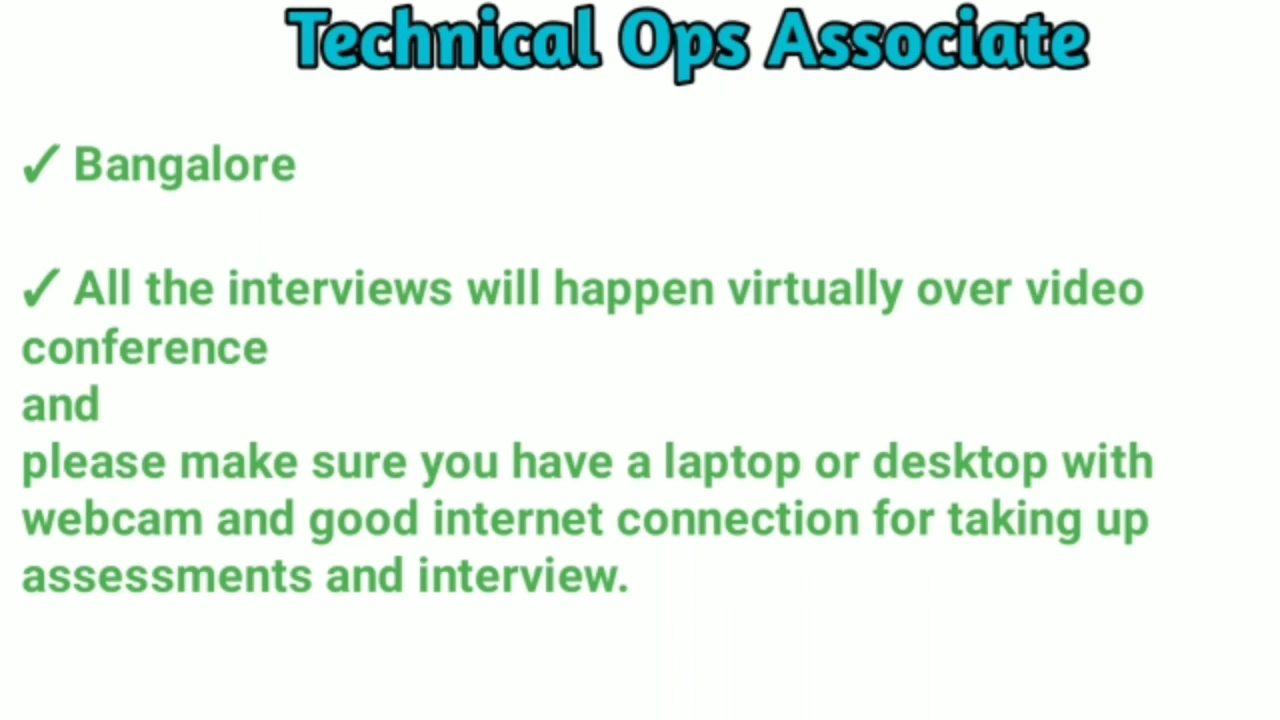 Technical Ops Associate
✓ Bangalore
✓ All the interviews will happen virtually over video
conference
and
please make sure you have a laptop or desktop with
webcam and good internet connection for taking up
assessments and interview.